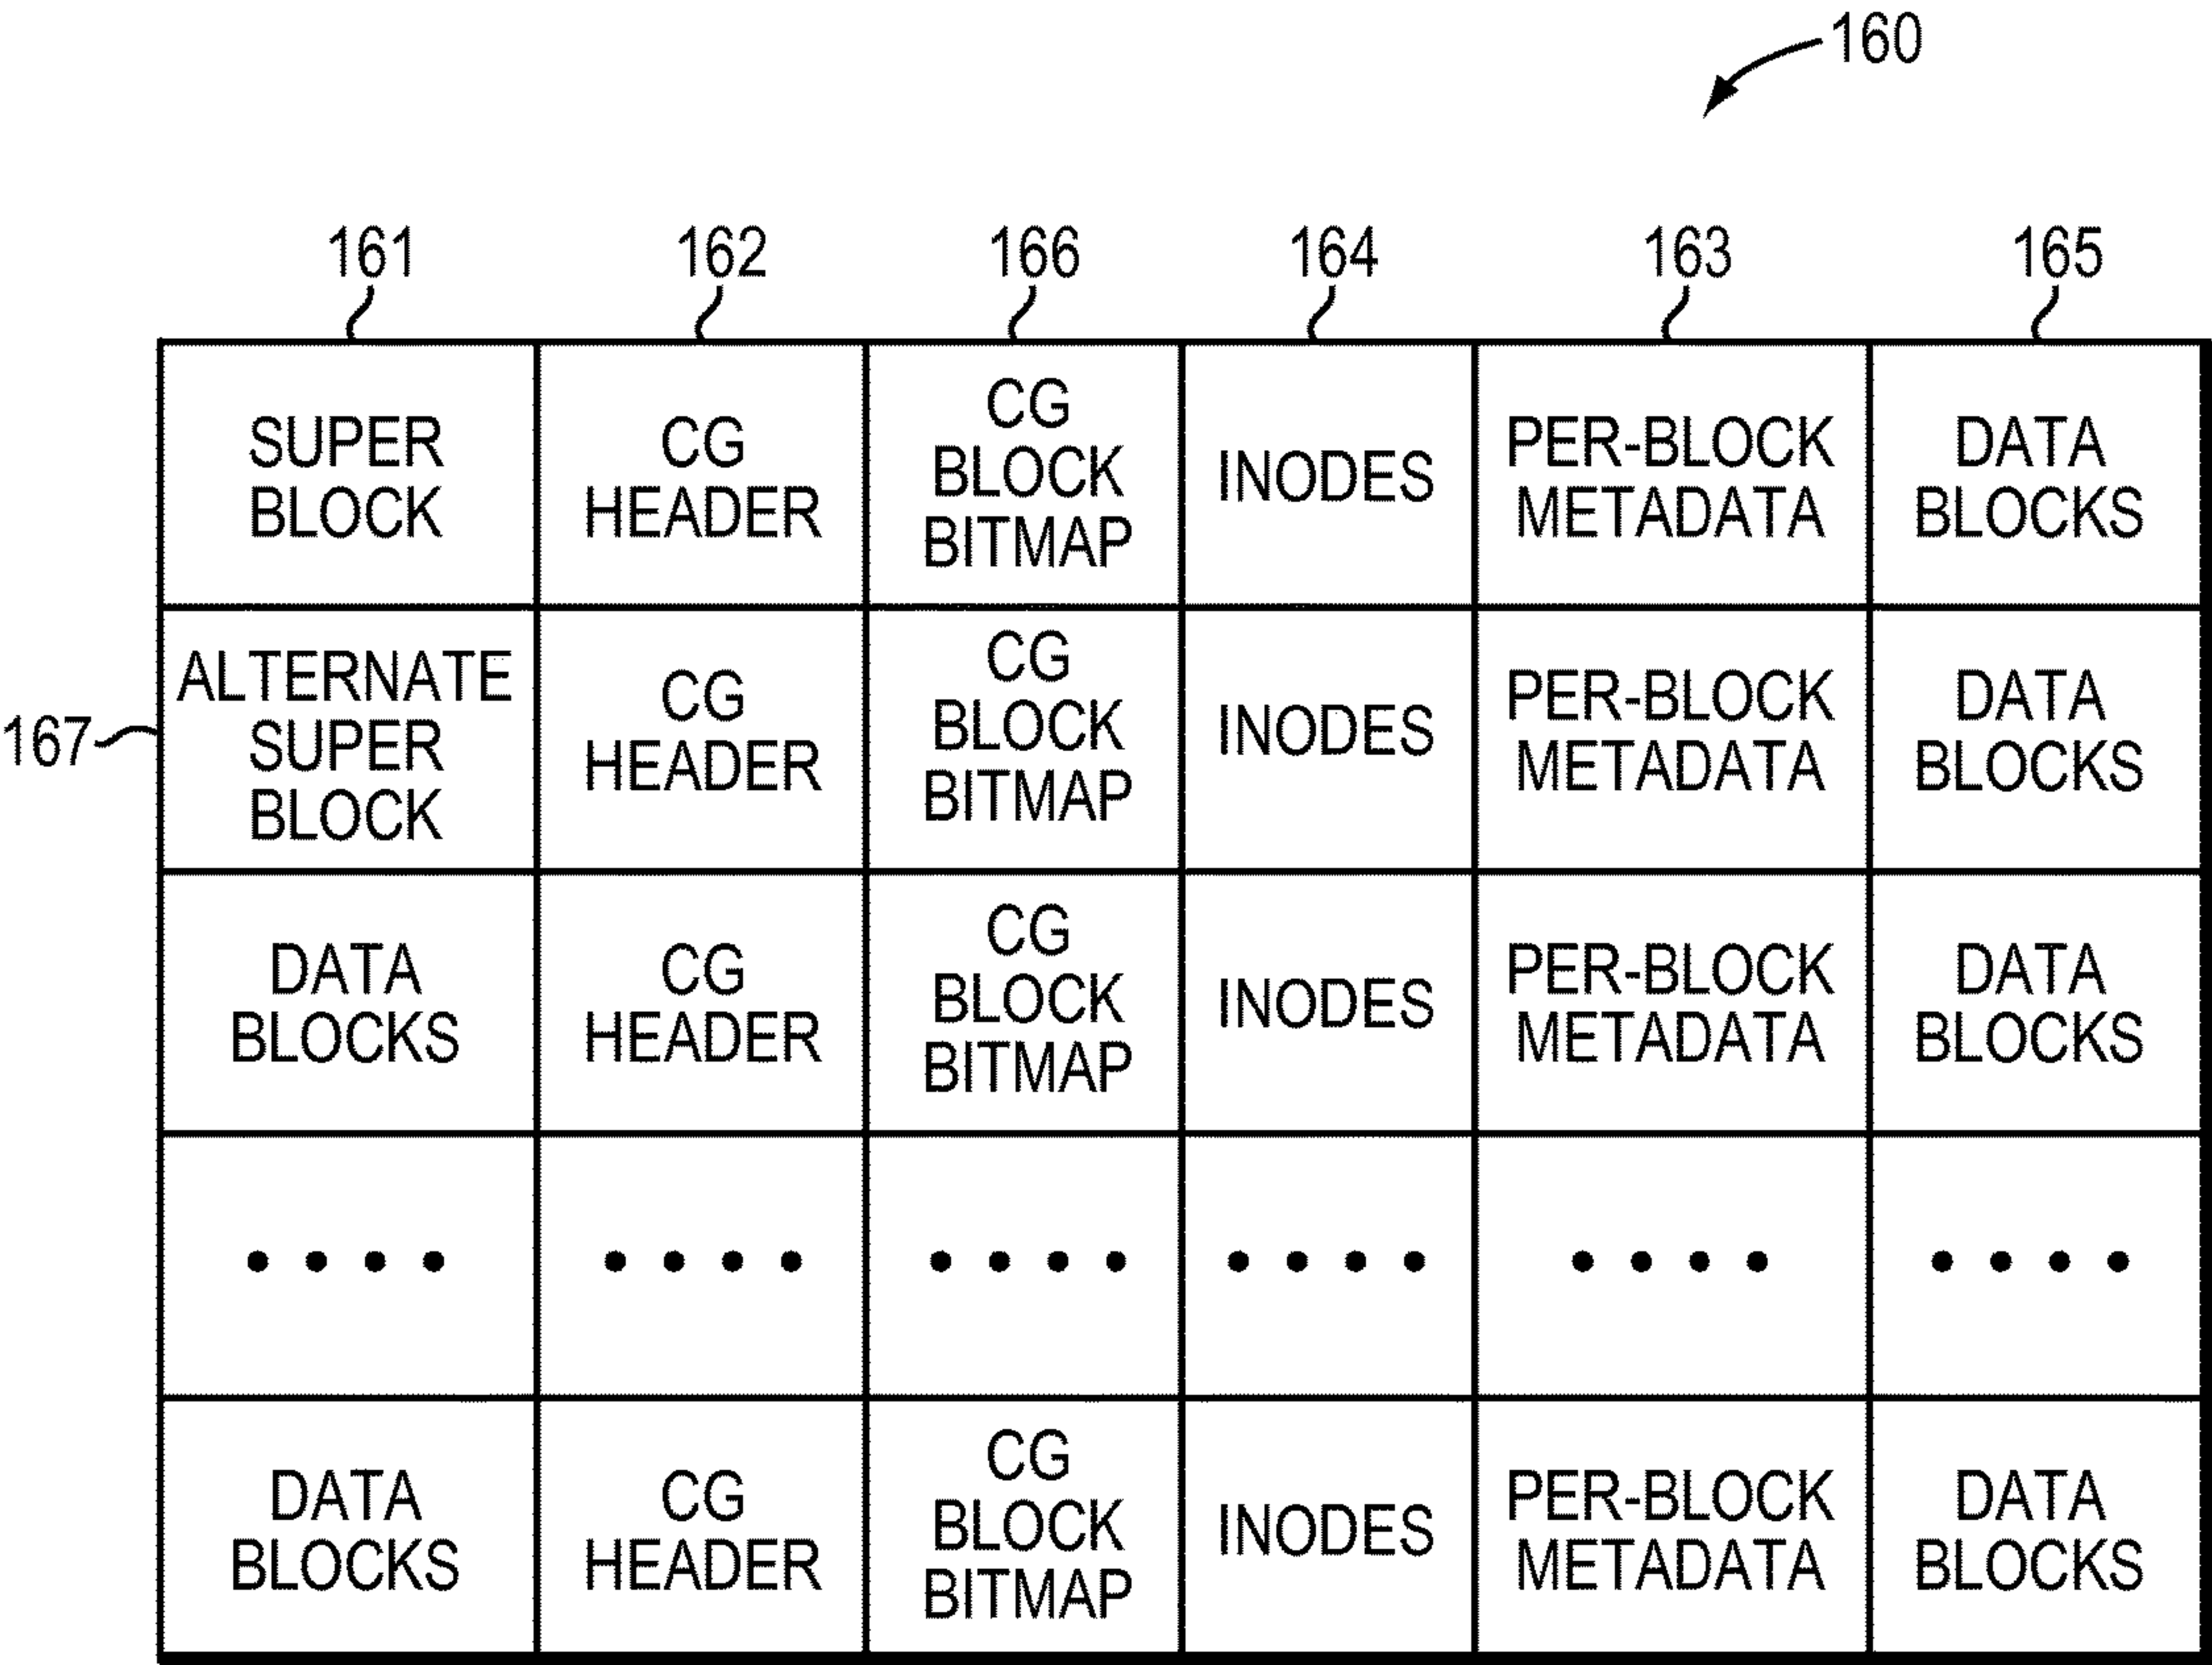 160
161
162
166
164
163
165
SUPER
BLOCK
CG
HEADER
CG
BLOCK
BITMAP
INODES
PER-BLOCK
METADATA
DATA
BLOCKS
167
ALTERNATE
SUPER
BLOCK
CG
HEADER
CG
BLOCK
BITMAP
INODES
PER-BLOCK
METADATA
DATA
BLOCKS
DATA
BLOCKS
CG
HEADER
CG
BLOCK
BITMAP
INODES
PER-BLOCK
METADATA
DATA
BLOCKS
• • • •
• • • •
• • • •
• • • •
• • • •
• • • •
DATA
BLOCKS
CG
HEADER
CG
BLOCK
BITMAP
INODES
PER-BLOCK
METADATA
DATA
BLOCKS